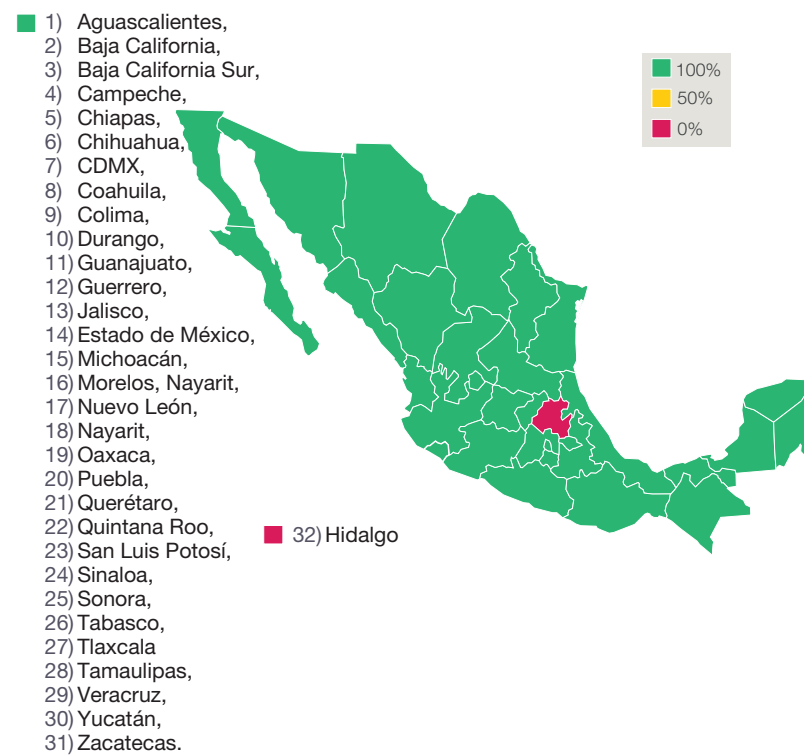 1) Aguascalientes,
2) Baja California,
3) Baja California Sur,
4) Campeche,
5) Chiapas,
6) Chihuahua,
7) CDMX,
8) Coahuila,
9) Colima,
10) Durango,
11) Guanajuato,
12) Guerrero,
13) Jalisco,
14) Estado de México,
15) Michoacán,
16) Morelos, Nayarit,
17) Nuevo León,
18) Nayarit,
19) Oaxaca,
20) Puebla,
21) Querétaro,
22) Quintana Roo,
23) San Luis Potosí,
24) Sinaloa,
25) Sonora,
26) Tabasco,
27) Tlaxcala
28) Tamaulipas,
29) Veracruz,
30) Yucatán,
31) Zacatecas.
32) Hidalgo
100%
50%
0%